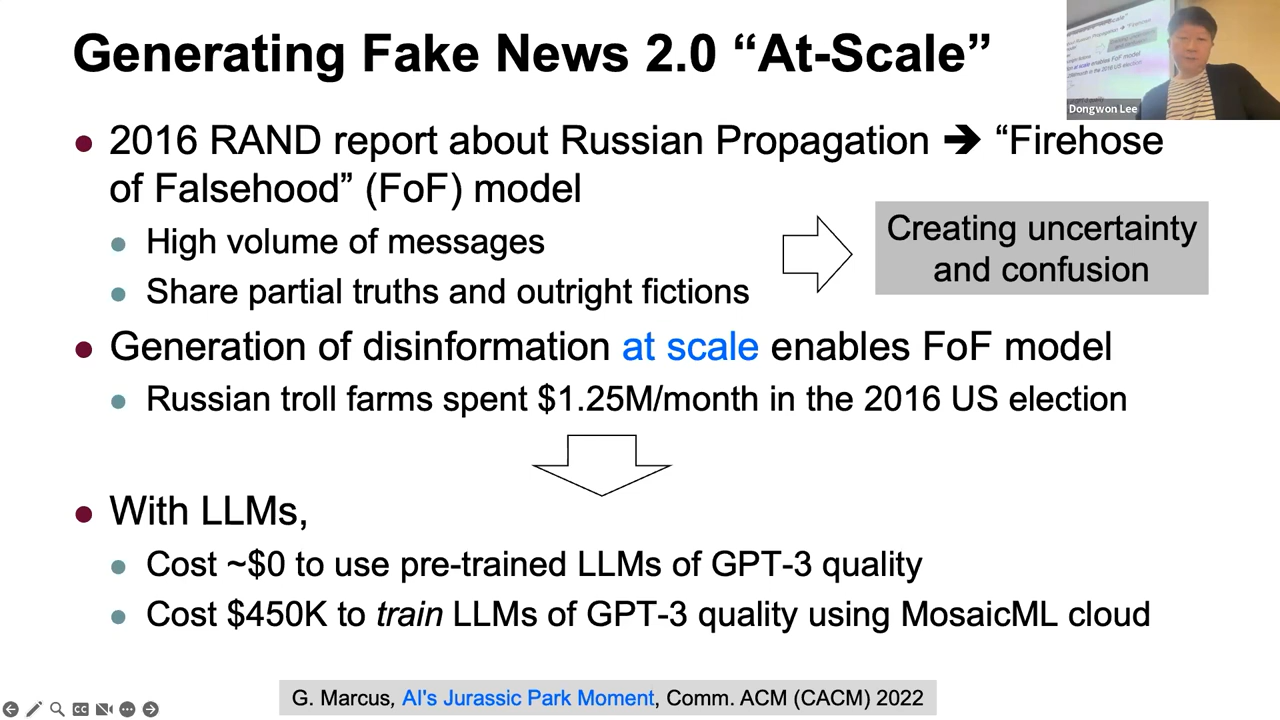 Generating Fake News 2.0 “At-Scale”
Dongwon Lee
● 2016 RAND report about Russian Propagation ➔ “Firehose
of Falsehood” (FoF) model
● High volume of messages
● Share partial truths and outright fictions
Creating uncertainty
and confusion
● Generation of disinformation at scale enables FoF model
● Russian troll farms spent $1.25M/month in the 2016 US election
● With LLMs,
● Cost ~$0 to use pre-trained LLMs of GPT-3 quality
● Cost $450K to train LLMs of GPT-3 quality using MosaicML cloud
G. Marcus, AI's Jurassic Park Moment, Comm. ACM (CACM) 2022